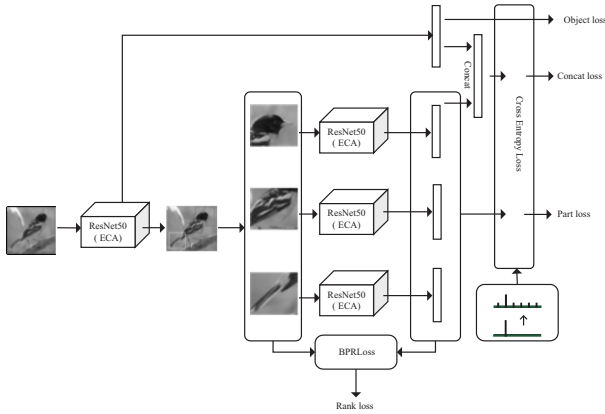 Object loss
Concat
Concat loss
Cross Entropy Loss
ResNet50
( ECA)
ResNet50
( ECA)
ResNet50
( ECA)
ResNet50
( ECA)
Part loss
BPRLoss
Rank loss